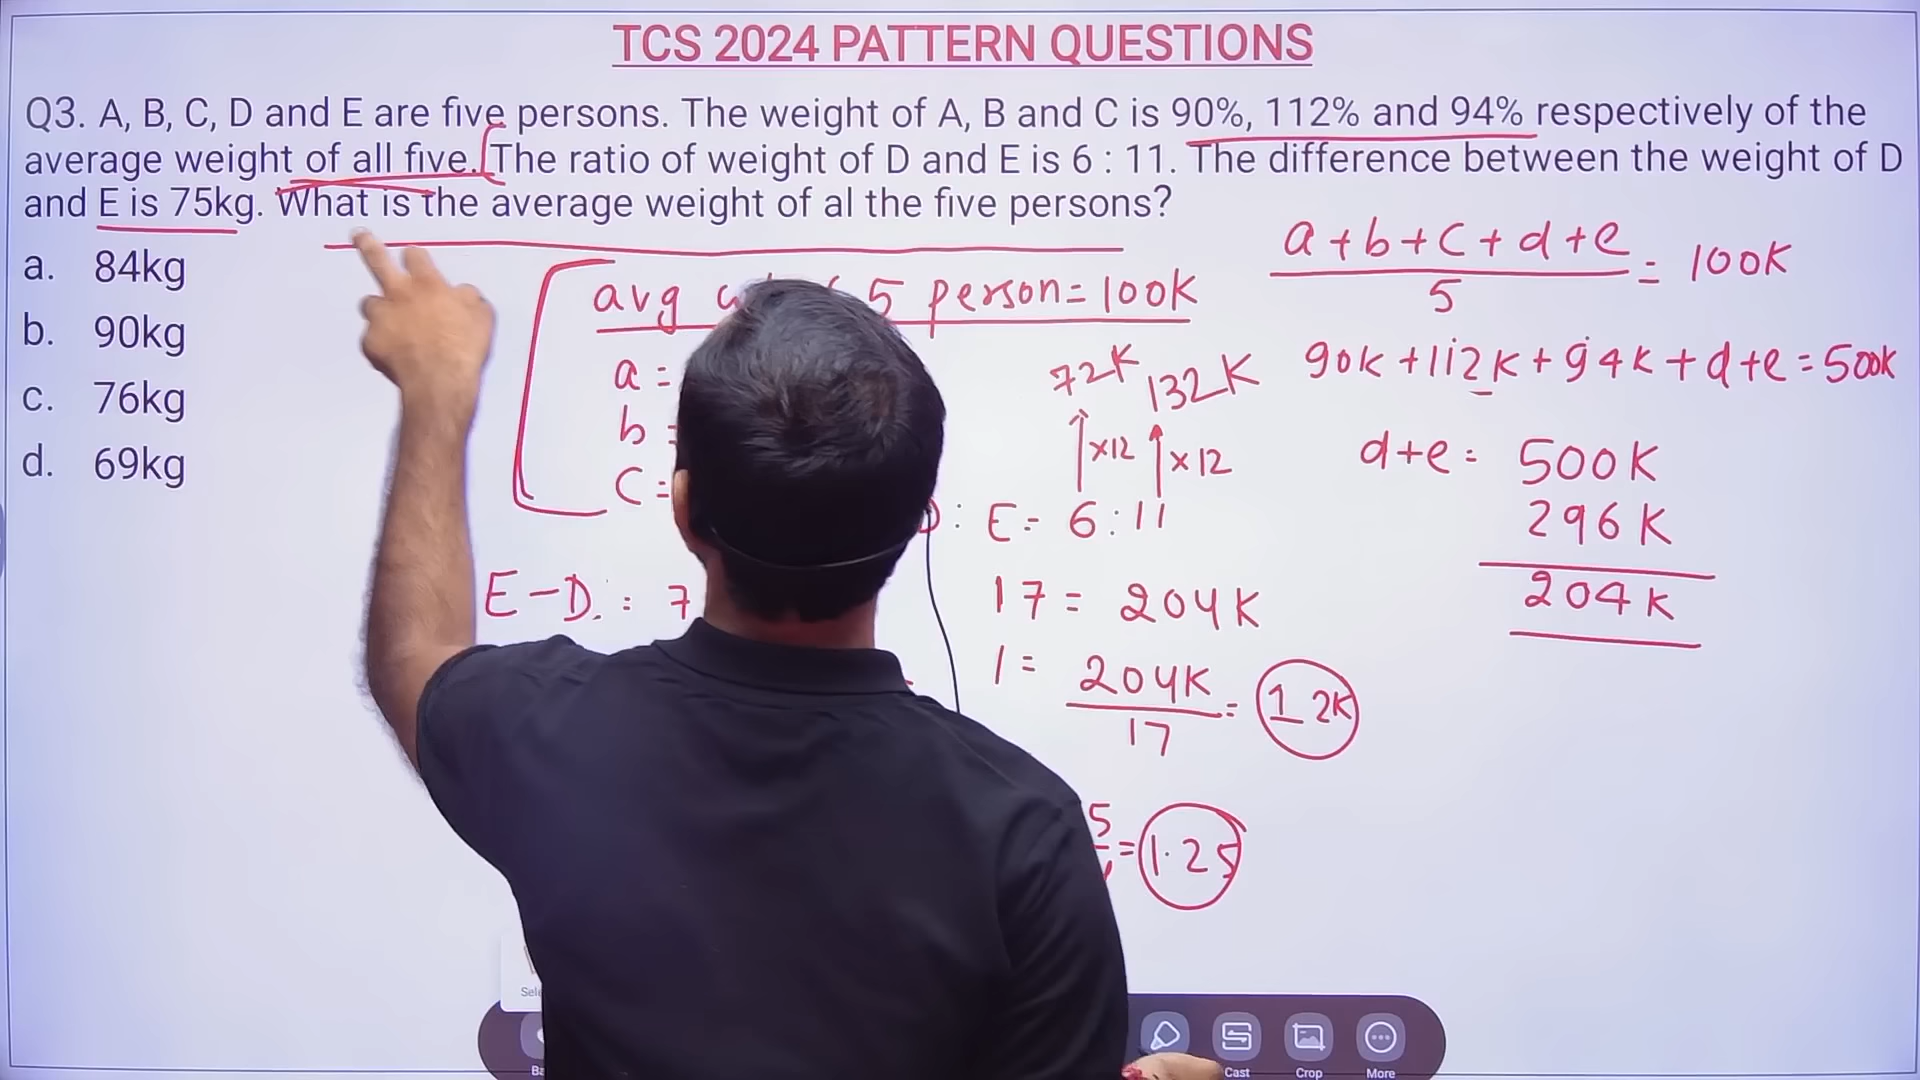 TCS 2024 PATTERN QUESTIONS
Q3. A, B, C, D and E are five persons. The weight of A, B and C is 90%, 112% and 94% respectively of the
average weight of all five. The ratio of weight of D and E is 6 : 11. The difference between the weight of D
and E is 75kg. What is the average weight of al the five persons?
a. 84kg
b. 90kg
c. 76kg
d. 69kg
avg 5 person = 100K
a =
b =
C =
72K 132K
×12 ×12
: E = 6 : 11
E - D. = 7
17 = 204K
1 = 204K
17
= 12K
5
= 1.25
a + b + c + d + e
5
= 100K
90K + 112K + 94K + d + e = 500K
d + e = 500K
296K
204K
Cast
Crop
More